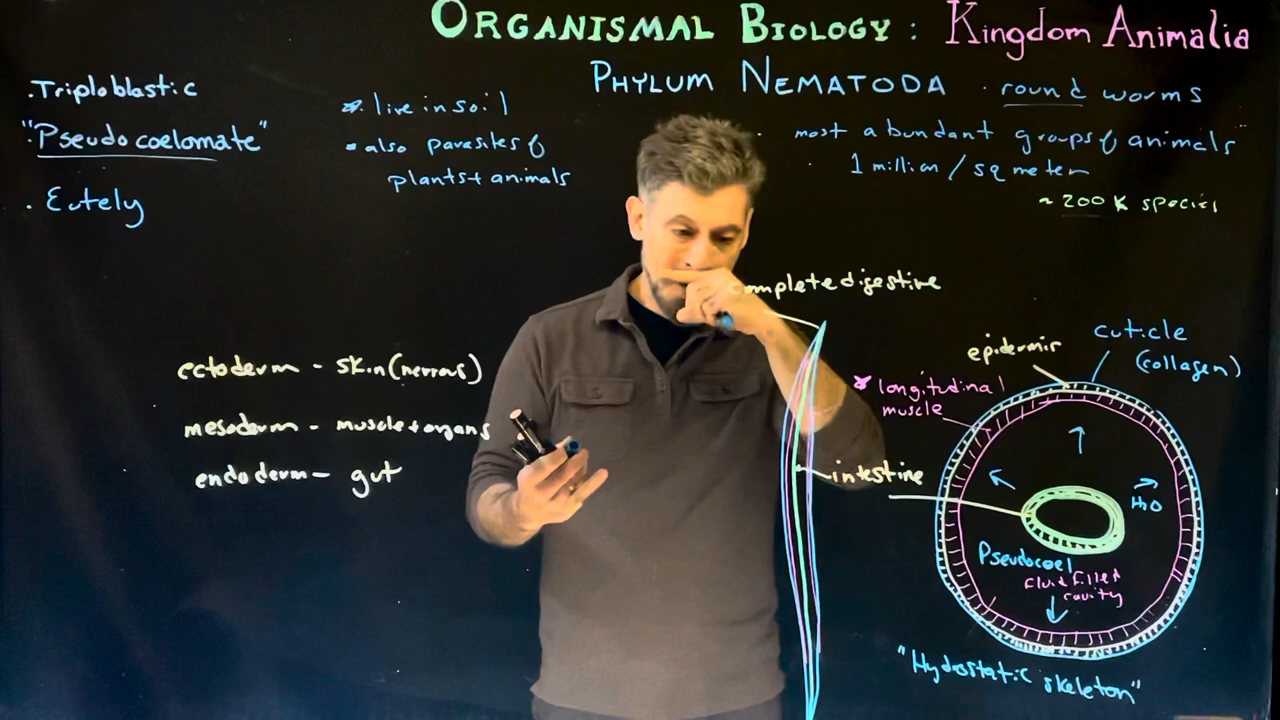 ORGANISMAL BIOLOGY : Kingdom Animalia
PHYLUM NEMATODA · round worms
· Triploblastic
"Pseudocoelomate"
· Eutely
* live in soil
· also parasites of
plants + animals
· most abundant groups of animals
· 1 million / sq meter
~ 200 K species
digestive
ectoderm - skin (nervous)
mesoderm - muscle + organs
endoderm - gut
epidermis
cuticle
(collagen)
* longitudinal
muscle
intestine
H2O
Pseudocoel
fluid filled
cavity
"Hydrostatic skeleton"